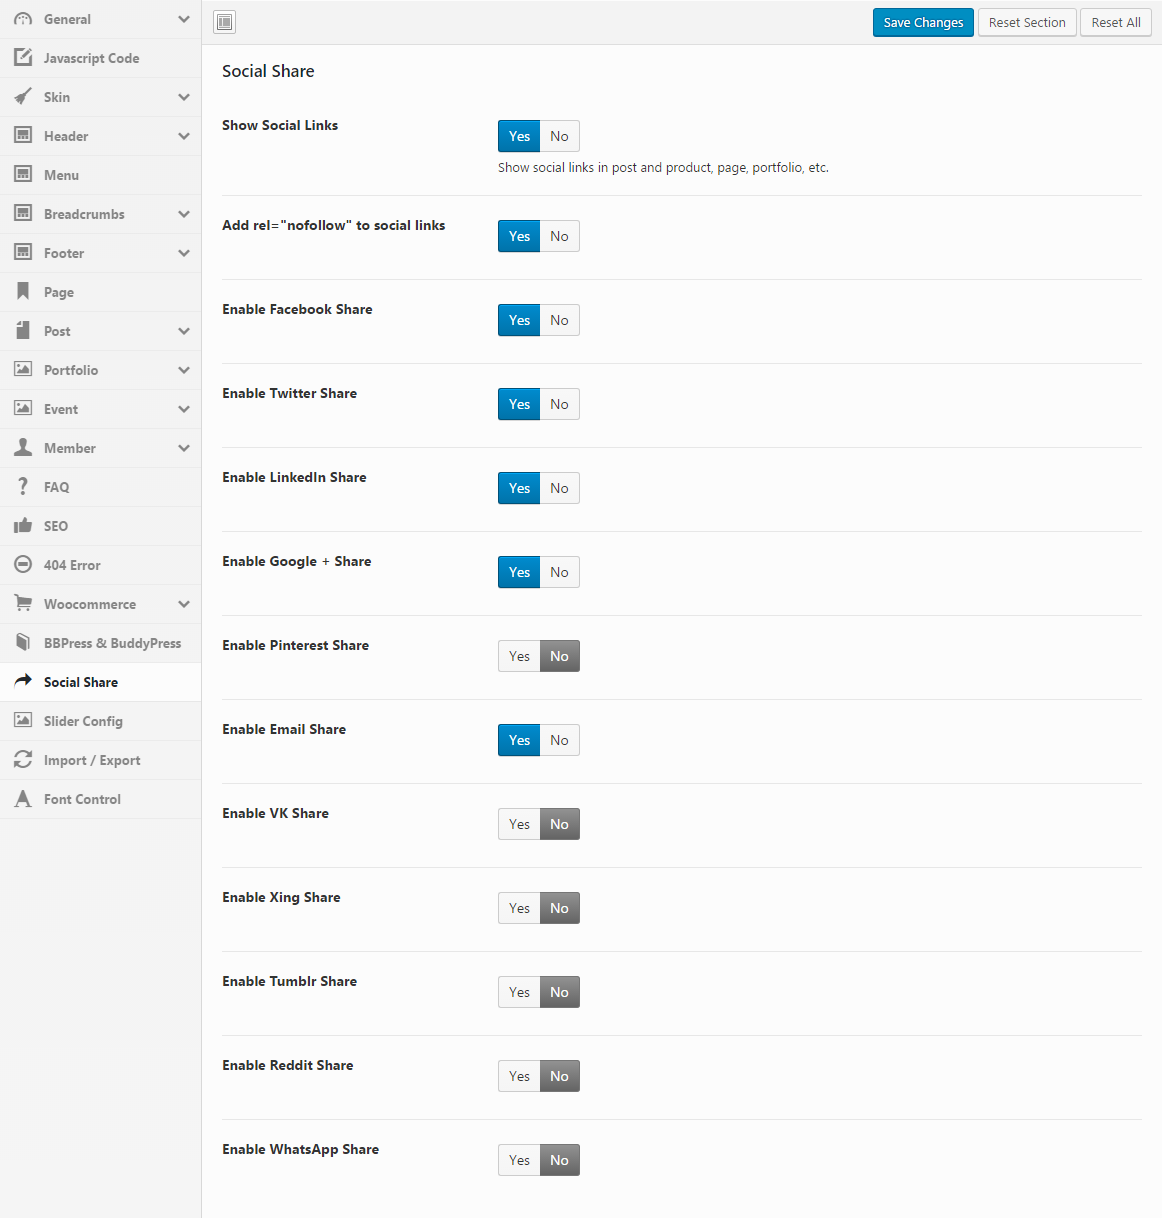 General
Javascript Code
Skin
Header
Menu
Breadcrumbs
Footer
Page
Post
Portfolio
Event
Member
FAQ
SEO
404 Error
Woocommerce
BBPress & BuddyPress
Social Share
Slider Config
Import / Export
Font Control
Save Changes Reset Section Reset All
Social Share
Show Social Links Yes No
Show social links in post and product, page, portfolio, etc.
Add rel="nofollow" to social links Yes No
Enable Facebook Share Yes No
Enable Twitter Share Yes No
Enable LinkedIn Share Yes No
Enable Google + Share Yes No
Enable Pinterest Share Yes No
Enable Email Share Yes No
Enable VK Share Yes No
Enable Xing Share Yes No
Enable Tumblr Share Yes No
Enable Reddit Share Yes No
Enable WhatsApp Share Yes No